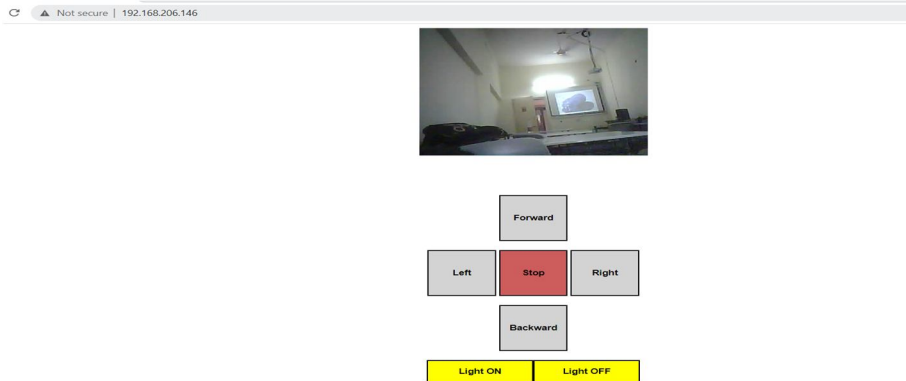 Not secure | 192.168.206.146
Forward
Left Stop Right
Backward
Light ON Light OFF